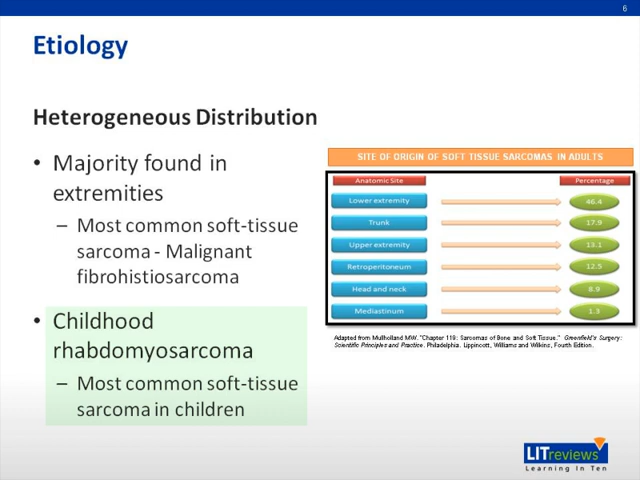 6
Etiology
Heterogeneous Distribution
• Majority found in
extremities
– Most common soft-tissue
sarcoma - Malignant
fibrohistiosarcoma
• Childhood
rhabdomyosarcoma
– Most common soft-tissue
sarcoma in children
SITE OF ORIGIN OF SOFT TISSUE SARCOMAS IN ADULTS
Anatomic Site Percentage
Lower extremity 46.4
Trunk 17.9
Upper extremity 13.1
Retroperitoneum 12.5
Head and neck 8.9
Mediastinum 1.3
Adapted from Mullholland MW. "Chapter 119: Sarcomas of Bone and Soft Tissue." Greenfield's Surgery:
Scientific Principles and Practice. Philadelphia. Lippincott, Williams and Wilkins, Fourth Edition.
LITreviews
Learning In Ten